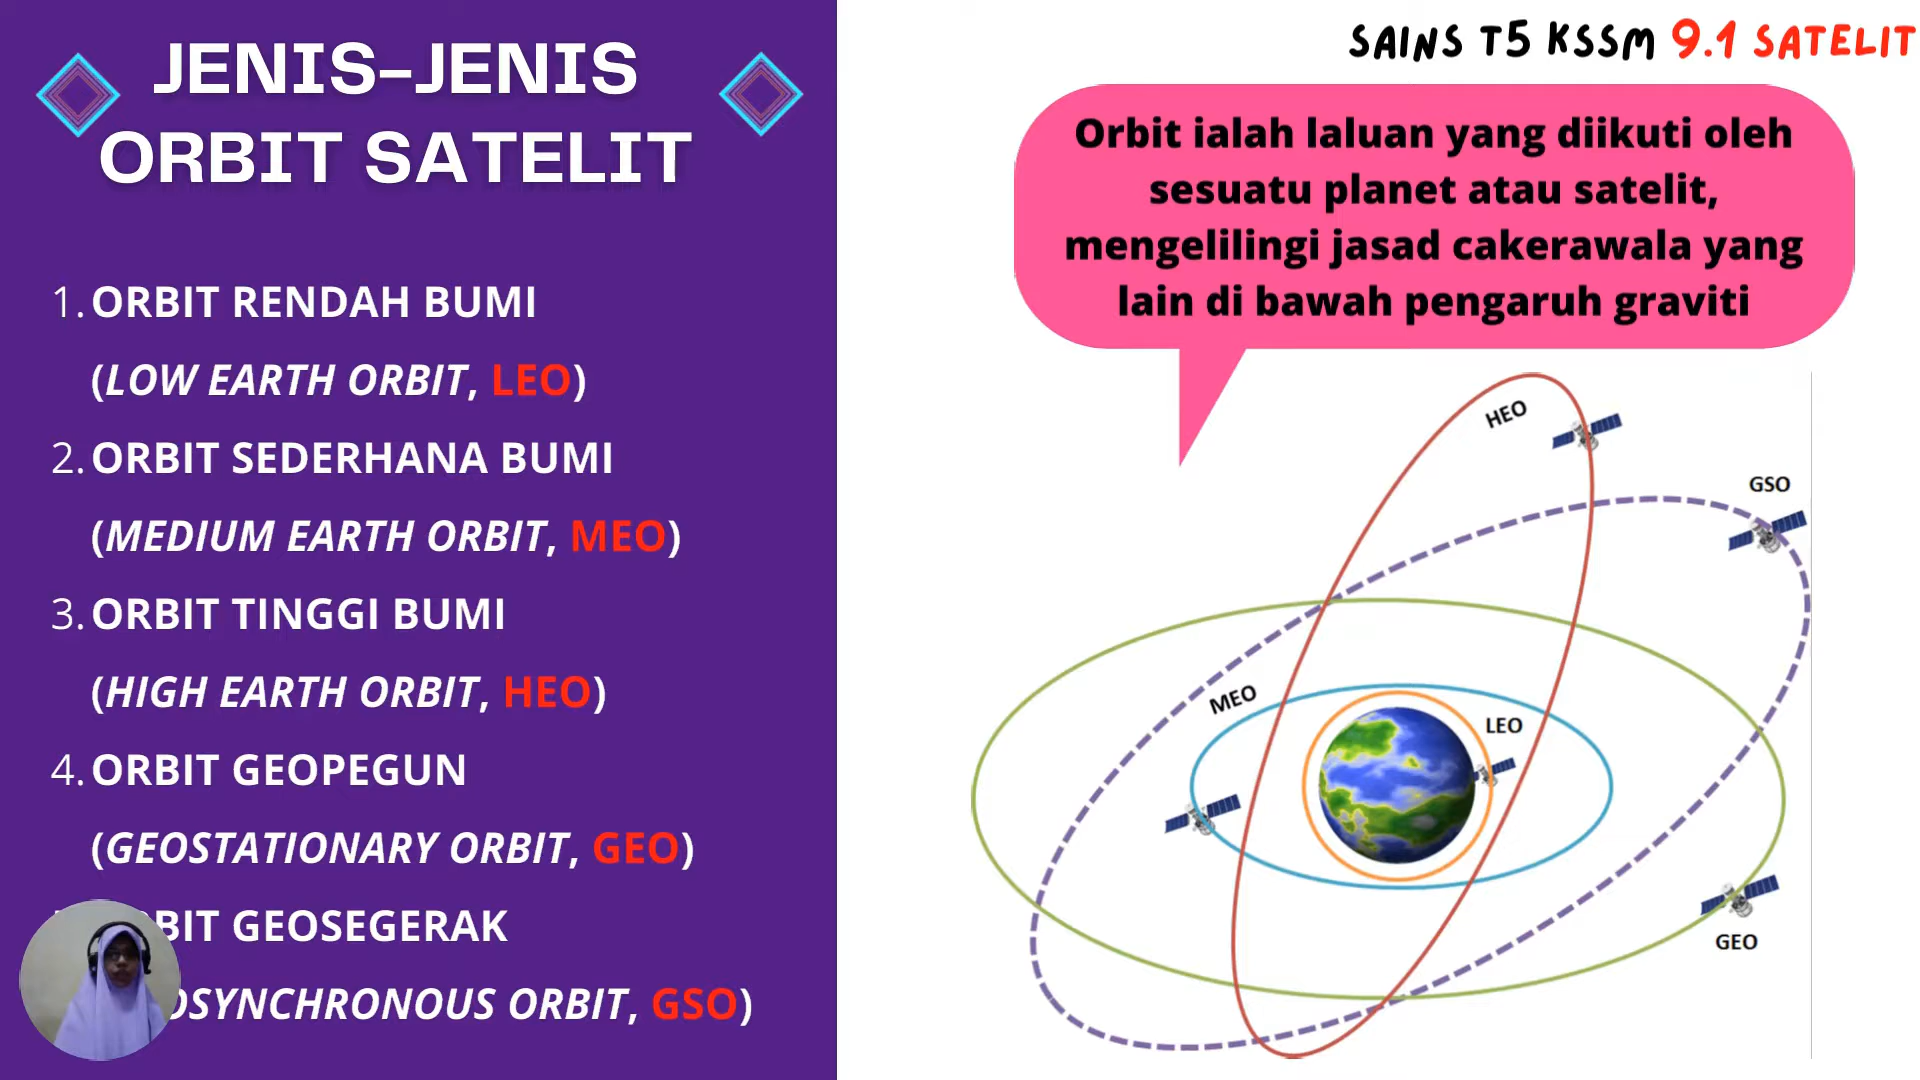 JENIS-JENIS
ORBIT SATELIT
1. ORBIT RENDAH BUMI
(LOW EARTH ORBIT, LEO)
2. ORBIT SEDERHANA BUMI
(MEDIUM EARTH ORBIT, MEO)
3. ORBIT TINGGI BUMI
(HIGH EARTH ORBIT, HEO)
4. ORBIT GEOPEGUN
(GEOSTATIONARY ORBIT, GEO)
GEOSEGERAK
ORBIT, GSO)
SAINS T5 KSSM 9.1 SATELIT
Orbit ialah laluan yang diikuti oleh
sesuatu planet atau satelit,
mengelilingi jasad cakerawala yang
lain di bawah pengaruh graviti
HEO
GSO
MEO
LEO
GEO